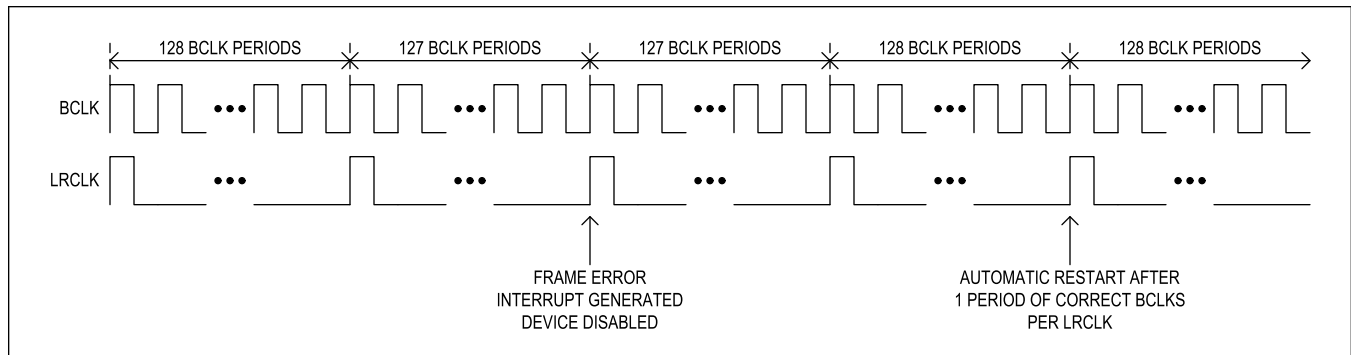 128 BCLK PERIODS
127 BCLK PERIODS
127 BCLK PERIODS
128 BCLK PERIODS
128 BCLK PERIODS
BCLK
LRCLK
FRAME ERROR
INTERRUPT GENERATED
DEVICE DISABLED
AUTOMATIC RESTART AFTER
1 PERIOD OF CORRECT BCLKS
PER LRCLK